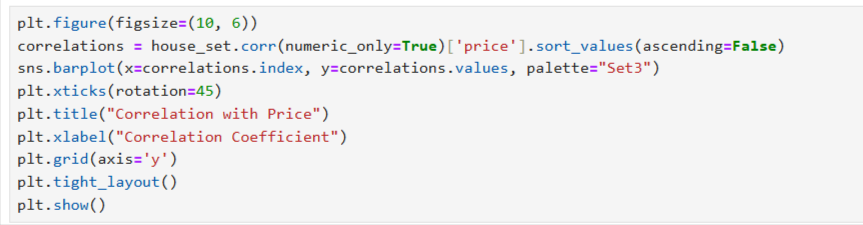 plt.figure(figsize=(10, 6))
correlations = house_set.corr(numeric_only=True)['price'].sort_values(ascending=False)
sns.barplot(x=correlations.index, y=correlations.values, palette="Set3")
plt.xticks(rotation=45)
plt.title("Correlation with Price")
plt.xlabel("Correlation Coefficient")
plt.grid(axis='y')
plt.tight_layout()
plt.show()